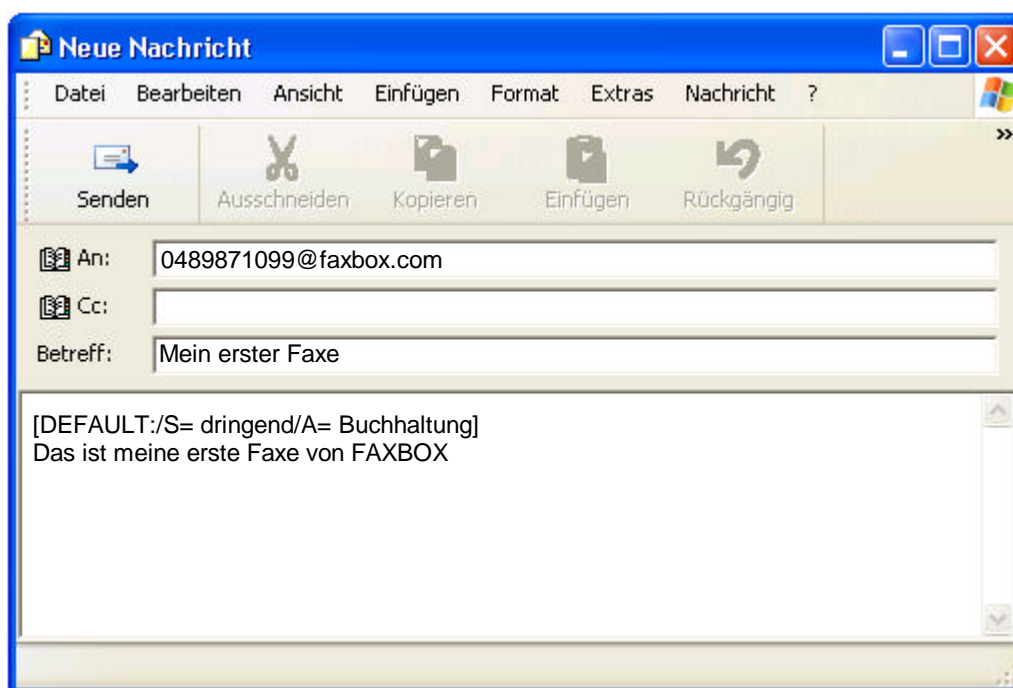 Neue Nachricht
Datei Bearbeiten Ansicht Einfügen Format Extras Nachricht ?
Senden Ausschneiden Kopieren Einfügen Rückgängig
An: 0489871099@faxbox.com
Cc:
Betreff: Mein erster Faxe
[DEFAULT:/S= dringend/A= Buchhaltung]
Das ist meine erste Faxe von FAXBOX